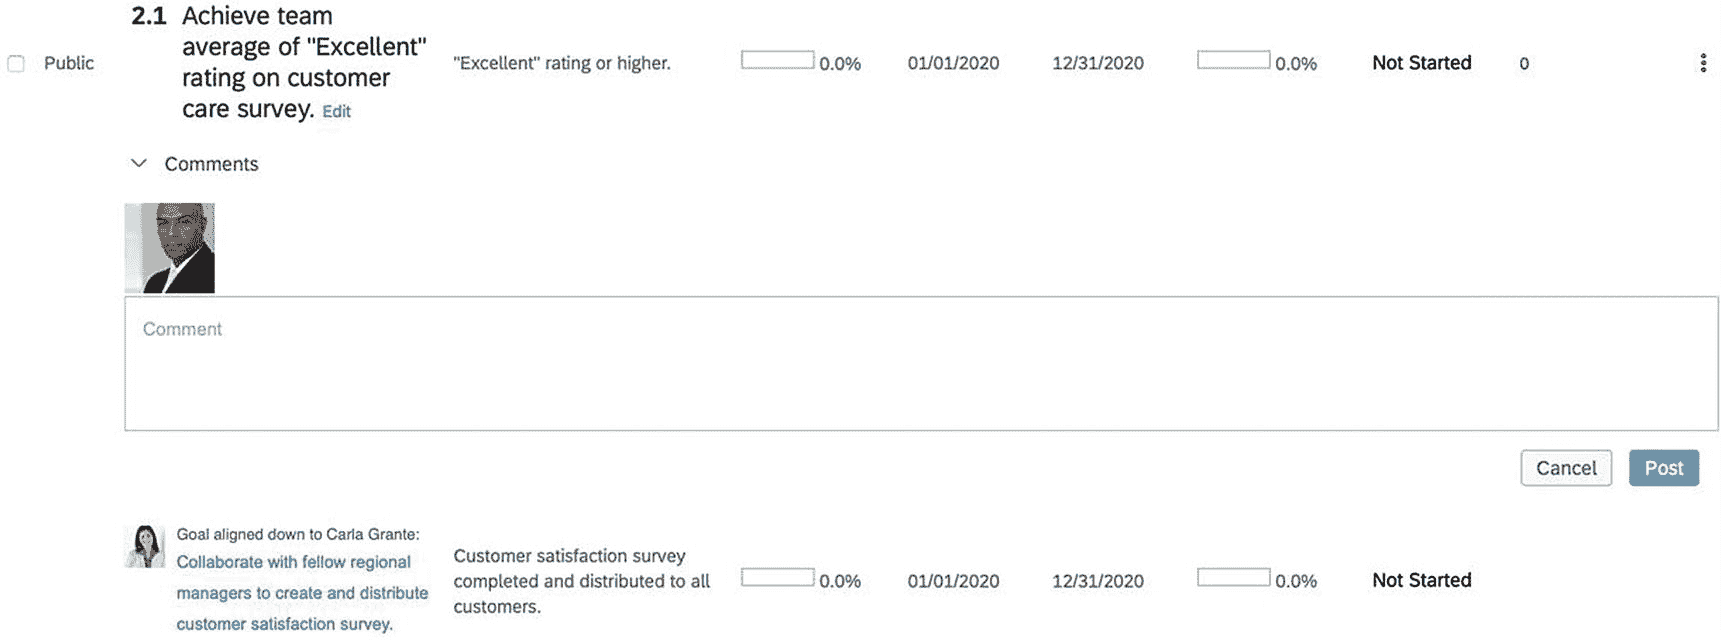 2.1 Achieve team
average of "Excellent"
rating on customer
care survey. Edit
Public
"Excellent" rating or higher.
0.0%
01/01/2020
12/31/2020
0.0%
Not Started
0
Comments
Comment
Cancel
Post
Goal aligned down to Carla Grante:
Collaborate with fellow regional
managers to create and distribute
customer satisfaction survey.
Customer satisfaction survey
completed and distributed to all
customers.
0.0%
01/01/2020
12/31/2020
0.0%
Not Started